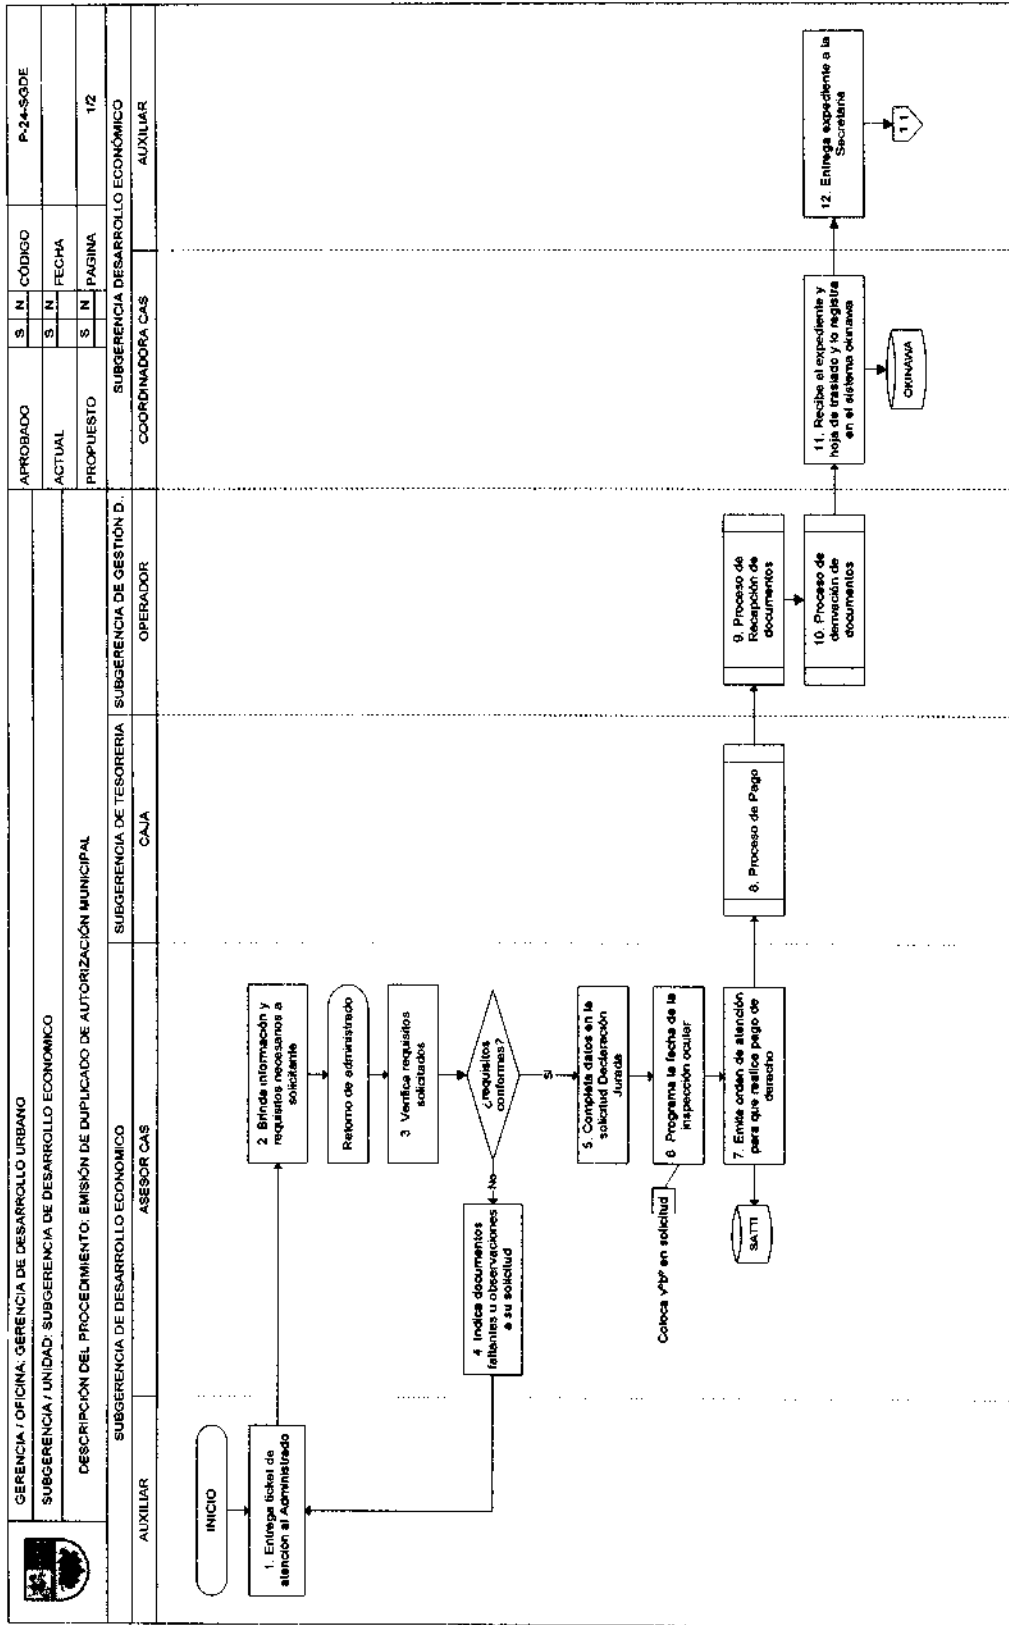 GERENCIA / OFICINA: GERENCIA DE DESARROLLO URBANO
SUBGERENCIA / UNIDAD: SUBGERENCIA DE DESARROLLO ECONOMICO
DESCRIPCIÓN DEL PROCEDIMIENTO: EMISIÓN DE DUPLICADO DE AUTORIZACIÓN MUNICIPAL
APROBADO S N CÓDIGO P-24-SGDE
ACTUAL S N FECHA
PROPUESTO S N PAGINA 1/2
SUBGERENCIA DE DESARROLLO ECONOMICO
SUBGERENCIA DE TESORERIA
SUBGERENCIA DE GESTIÓN D..
SUBGERENCIA DESARROLLO ECONÓMICO
AUXILIAR
ASESOR CAS
CAJA
OPERADOR
COORDINADORA CAS
AUXILIAR
INICIO
1. Entrega ticket de
atención al Administrado
2 Brinda información y
requisitos necesarios a
solicitante
Retorno de administrado
3 Verifica requisitos
solicitados
¿requisitos
conformes?
No
SI
4 Indica documentos
faltantes u observaciones
a su solicitud
5. Completa datos en la
solicitud Declaración
Jurada
6 Programa la fecha de la
inspección ocular
Coloca vºbº en solicitud
7. Emite orden de atención
para que realice pago de
derecho
SATTI
8. Proceso de Pago
9. Proceso de
Recepción de
documentos
10. Proceso de
derivación de
documentos
11. Recibe el expediente y
hoja de traslado y lo registra
en el sistema okinawa
OKINAWA
12. Entrega expediente a la
Secretaria
1 1